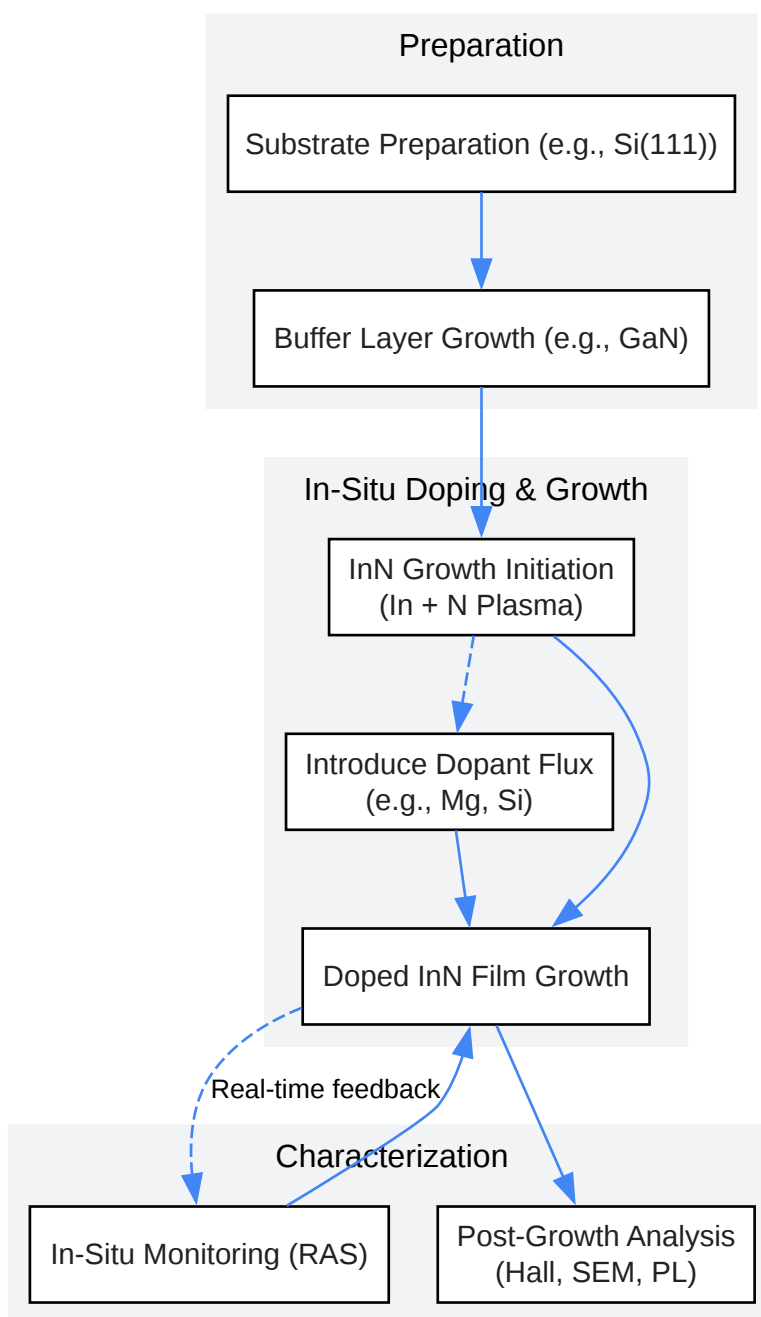 Preparation
Substrate Preparation (e.g., Si(111))
Buffer Layer Growth (e.g., GaN)
In-Situ Doping & Growth
InN Growth Initiation
(In + N Plasma)
Introduce Dopant Flux
(e.g., Mg, Si)
Doped InN Film Growth
Real-time feedback
Characterization
In-Situ Monitoring (RAS)
Post-Growth Analysis
(Hall, SEM, PL)